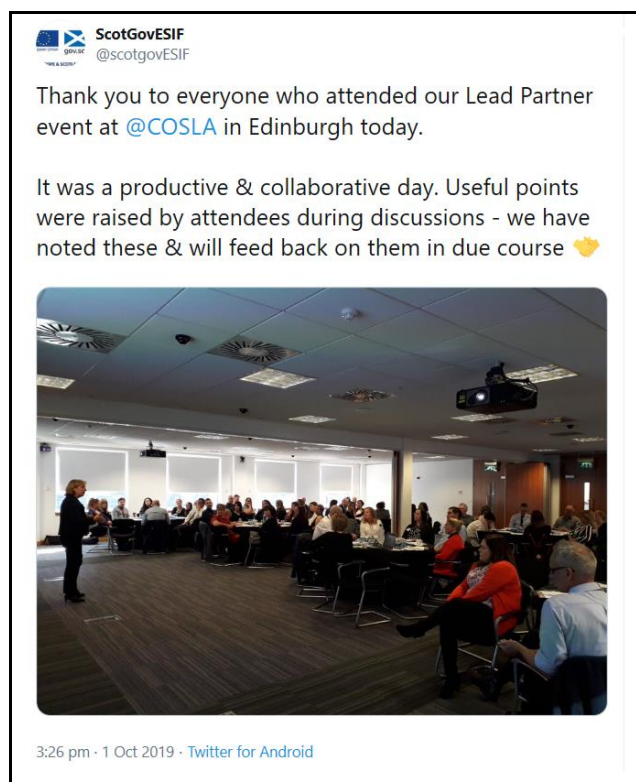 ScotGovESIF
@scotgovESIF
gov.sc
Thank you to everyone who attended our Lead Partner
event at @COSLA in Edinburgh today.
It was a productive & collaborative day. Useful points
were raised by attendees during discussions - we have
noted these & will feed back on them in due course 🤝
3:26 pm · 1 Oct 2019 · Twitter for Android